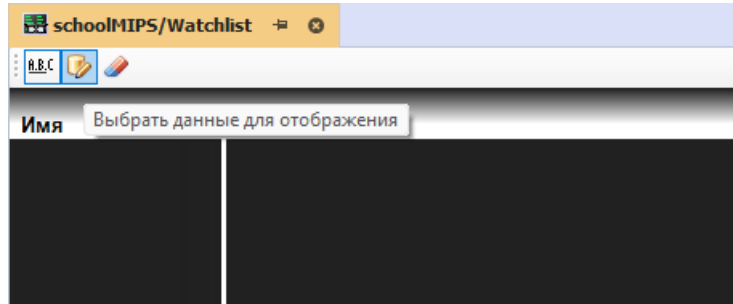 schoolMIPS/Watchlist
A.B.C
Имя
Выбрать данные для отображения